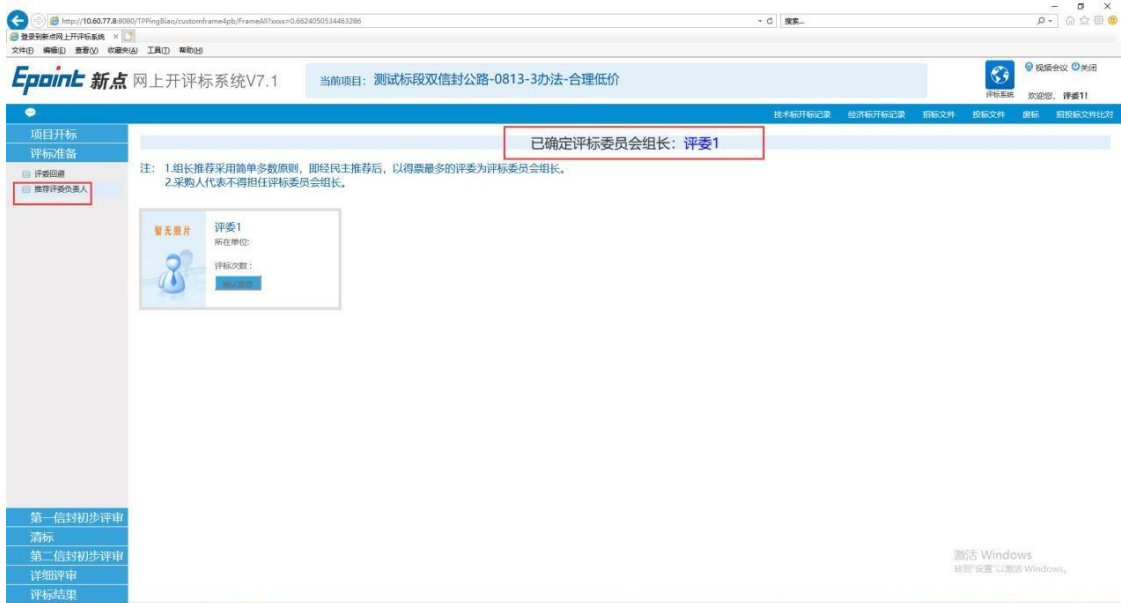 http://10.60.77.8:8080/TPPingBiao/customframe4pb/FrameAll?xxxx=0.6624050534463286
搜索...
登录到新点网上开评标系统
文件(F) 编辑(E) 查看(V) 收藏夹(A) 工具(T) 帮助(H)
Epoint 新点 网上开评标系统V7.1
当前项目：测试标段双信封公路-0813-3办法-合理低价
评标系统
视频会议 关闭
欢迎您，评委1!
技术标开标记录 经济标开标记录 招标文件 投标文件 废标 招投标文件比对
项目开标
评标准备
评委回避
推荐评委负责人
已确定评标委员会组长：评委1
注： 1.组长推荐采用简单多数原则，即经民主推荐后，以得票最多的评委为评标委员会组长。
2.采购人代表不得担任评标委员会组长。
暂无照片
评委1
所在单位:
评标次数：
第一信封初步评审
清标
第二信封初步评审
详细评审
评标结果
激活 Windows
转到"设置"以激活 Windows。